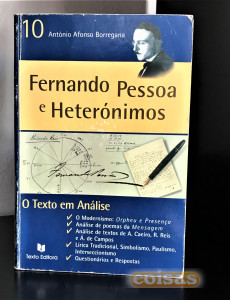 10 António Afonso Borregana
Fernando Pessoa
e Heterónimos
O Texto em Análise
O Modernismo: Orpheu e Presença
Análise de poemas da Mensagem
Análise de textos de A. Caeiro, R. Reis
e A. de Campos
Lírica Tradicional, Simbolismo, Paulismo,
Interseccionismo
Questionários e Respostas
Texto Editora
coisas